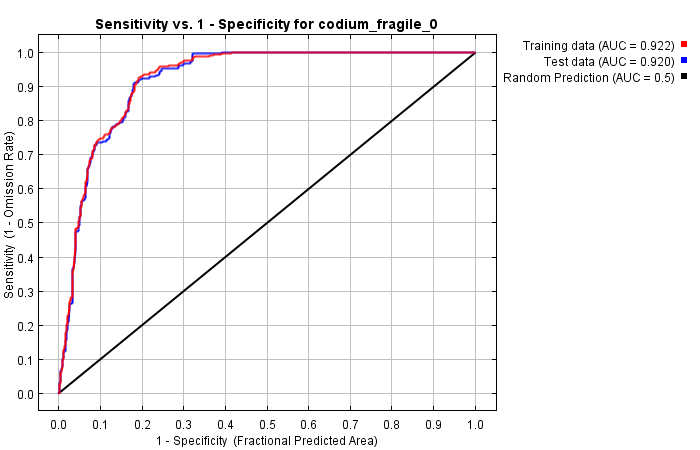 Sensitivity vs. 1 - Specificity for codium_fragile_0
Training data (AUC = 0.922)
Test data (AUC = 0.920)
Random Prediction (AUC = 0.5)
Sensitivity (1 - Omission Rate)
1.0
0.9
0.8
0.7
0.6
0.5
0.4
0.3
0.2
0.1
0.0
0.0 0.1 0.2 0.3 0.4 0.5 0.6 0.7 0.8 0.9 1.0
1 - Specificity (Fractional Predicted Area)